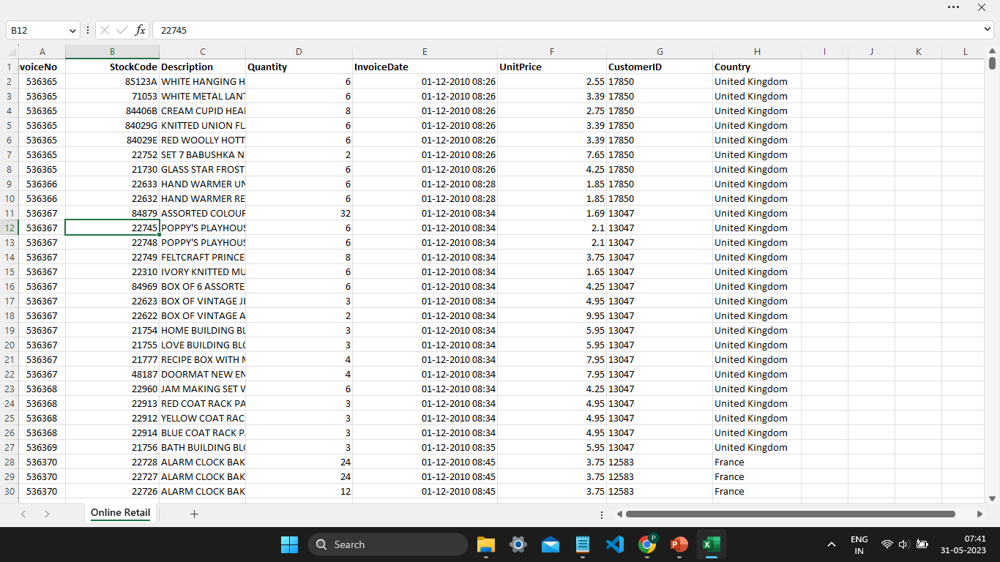 B12 fx 22745
A B C D E F G H I J K L
1 voiceNo StockCode Description Quantity InvoiceDate UnitPrice CustomerID Country
2 536365 85123A WHITE HANGING H 6 01-12-2010 08:26 2.55 17850 United Kingdom
3 536365 71053 WHITE METAL LANT 6 01-12-2010 08:26 3.39 17850 United Kingdom
4 536365 84406B CREAM CUPID HEA 8 01-12-2010 08:26 2.75 17850 United Kingdom
5 536365 84029G KNITTED UNION FL 6 01-12-2010 08:26 3.39 17850 United Kingdom
6 536365 84029E RED WOOLLY HOTT 6 01-12-2010 08:26 3.39 17850 United Kingdom
7 536365 22752 SET 7 BABUSHKA N 2 01-12-2010 08:26 7.65 17850 United Kingdom
8 536365 21730 GLASS STAR FROST 6 01-12-2010 08:26 4.25 17850 United Kingdom
9 536366 22633 HAND WARMER UN 6 01-12-2010 08:28 1.85 17850 United Kingdom
10 536366 22632 HAND WARMER RE 6 01-12-2010 08:28 1.85 17850 United Kingdom
11 536367 84879 ASSORTED COLOUR 32 01-12-2010 08:34 1.69 13047 United Kingdom
12 536367 22745 POPPY'S PLAYHOUS 6 01-12-2010 08:34 2.1 13047 United Kingdom
13 536367 22748 POPPY'S PLAYHOUS 6 01-12-2010 08:34 2.1 13047 United Kingdom
14 536367 22749 FELTCRAFT PRINCE 8 01-12-2010 08:34 3.75 13047 United Kingdom
15 536367 22310 IVORY KNITTED MU 6 01-12-2010 08:34 1.65 13047 United Kingdom
16 536367 84969 BOX OF 6 ASSORTE 6 01-12-2010 08:34 4.25 13047 United Kingdom
17 536367 22623 BOX OF VINTAGE JI 3 01-12-2010 08:34 4.95 13047 United Kingdom
18 536367 22622 BOX OF VINTAGE A 2 01-12-2010 08:34 9.95 13047 United Kingdom
19 536367 21754 HOME BUILDING BL 3 01-12-2010 08:34 5.95 13047 United Kingdom
20 536367 21755 LOVE BUILDING BLO 3 01-12-2010 08:34 5.95 13047 United Kingdom
21 536367 21777 RECIPE BOX WITH M 4 01-12-2010 08:34 7.95 13047 United Kingdom
22 536367 48187 DOORMAT NEW EN 4 01-12-2010 08:34 7.95 13047 United Kingdom
23 536368 22960 JAM MAKING SET W 6 01-12-2010 08:34 4.25 13047 United Kingdom
24 536368 22913 RED COAT RACK PA 3 01-12-2010 08:34 4.95 13047 United Kingdom
25 536368 22912 YELLOW COAT RAC 3 01-12-2010 08:34 4.95 13047 United Kingdom
26 536368 22914 BLUE COAT RACK P 3 01-12-2010 08:34 4.95 13047 United Kingdom
27 536369 21756 BATH BUILDING BLO 3 01-12-2010 08:35 5.95 13047 United Kingdom
28 536370 22728 ALARM CLOCK BAK 24 01-12-2010 08:45 3.75 12583 France
29 536370 22727 ALARM CLOCK BAK 24 01-12-2010 08:45 3.75 12583 France
30 536370 22726 ALARM CLOCK BAK 12 01-12-2010 08:45 3.75 12583 France
Online Retail
Search
ENG
IN
07:41
31-05-2023